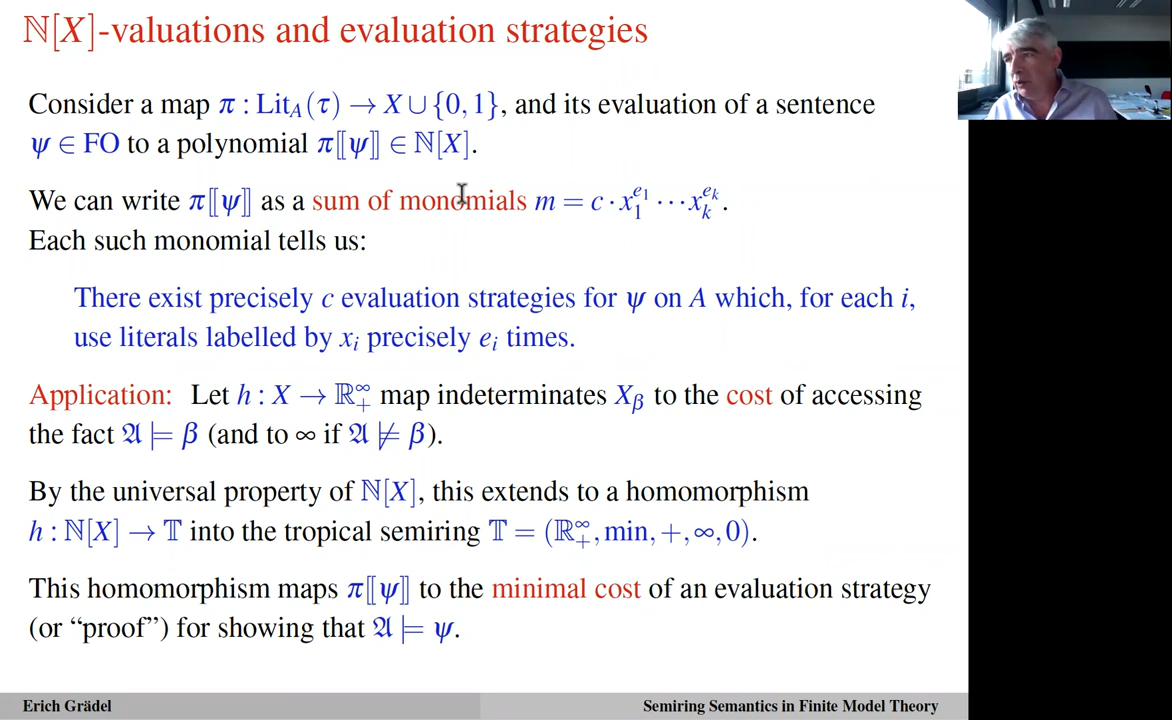 ℕ[X]-valuations and evaluation strategies
Consider a map π : Lit_A(τ) → X ∪ {0, 1}, and its evaluation of a sentence
ψ ∈ FO to a polynomial π⟦ψ⟧ ∈ ℕ[X].
We can write π⟦ψ⟧ as a sum of monomials m = c · x_1^{e_1} ··· x_k^{e_k}.
Each such monomial tells us:
There exist precisely c evaluation strategies for ψ on A which, for each i,
use literals labelled by x_i precisely e_i times.
Application: Let h : X → ℝ_+^∞ map indeterminates X_β to the cost of accessing
the fact 𝔄 ⊨ β (and to ∞ if 𝔄 ⊭ β).
By the universal property of ℕ[X], this extends to a homomorphism
h : ℕ[X] → 𝕋 into the tropical semiring 𝕋 = (ℝ_+^∞, min, +, ∞, 0).
This homomorphism maps π⟦ψ⟧ to the minimal cost of an evaluation strategy
(or “proof”) for showing that 𝔄 ⊨ ψ.
Erich Grädel
Semiring Semantics in Finite Model Theory